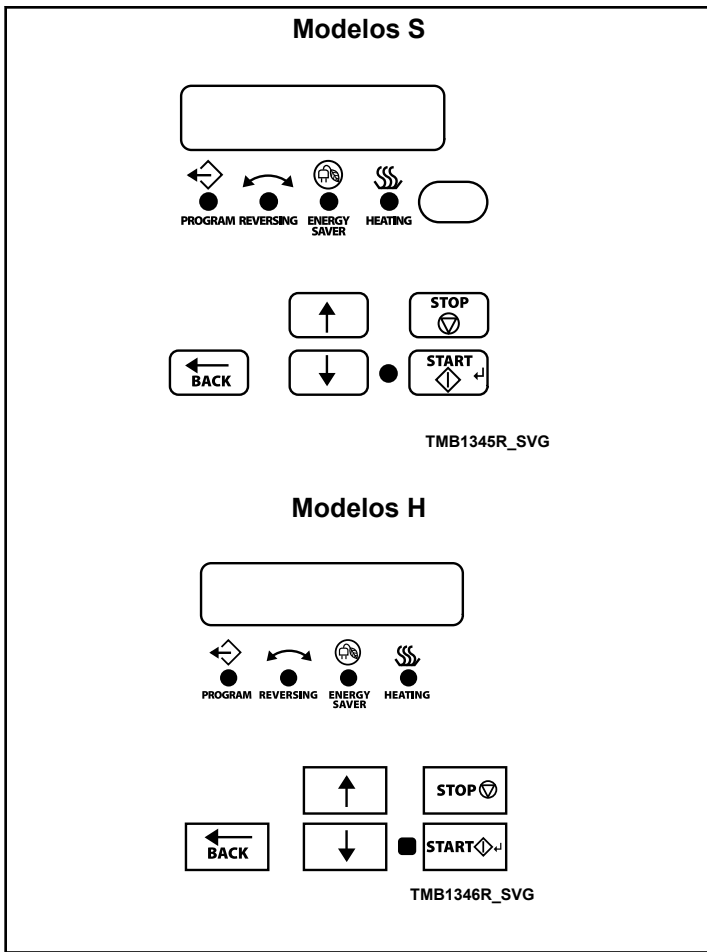 Modelos S
PROGRAM REVERSING ENERGY SAVER HEATING
STOP
BACK
START
TMB1345R_SVG
Modelos H
PROGRAM REVERSING ENERGY SAVER HEATING
STOP
BACK
START
TMB1346R_SVG